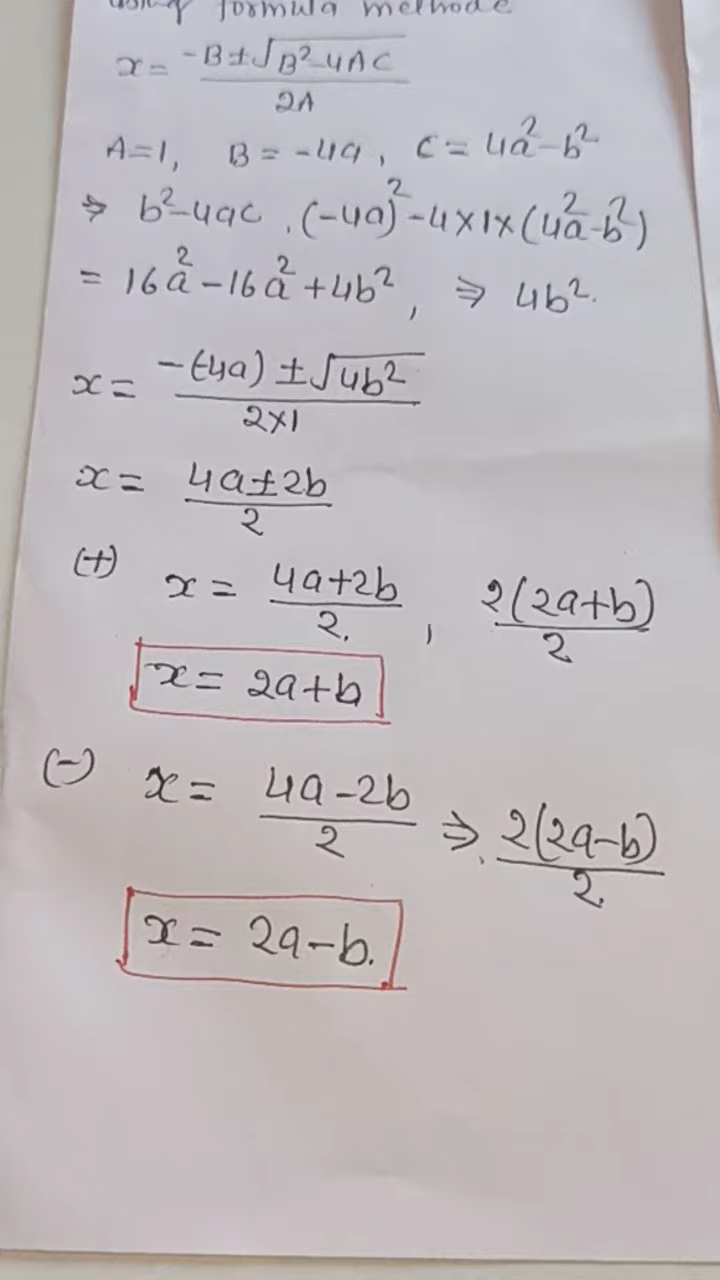 using formula methode
x = -B±√B²-4AC / 2A
A=1, B = -4a, C = 4a²-b²
⇒ b²-4ac, (-4a)²-4×1×(4a²-b²)
= 16a²-16a²+4b², ⇒ 4b².
x = -(-4a) ±√4b² / 2×1
x = 4a±2b / 2
(+) x = 4a+2b / 2. , 2(2a+b) / 2
x = 2a+b
(-) x = 4a-2b / 2 ⇒. 2(2a-b) / 2.
x = 2a-b.